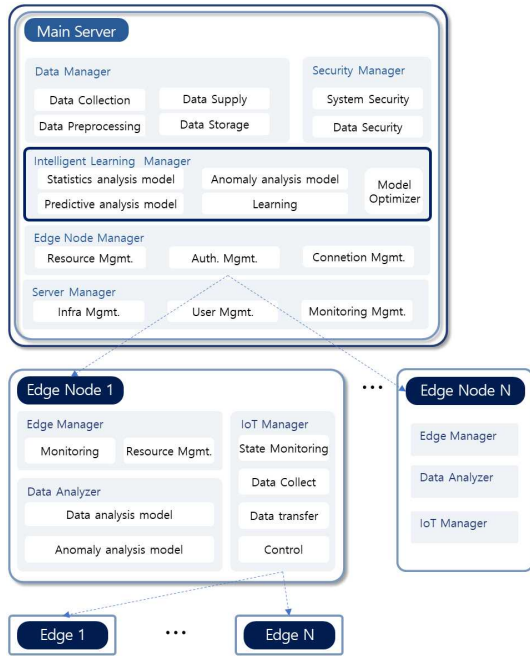 Main Server
Data Manager
Data Collection
Data Supply
Data Preprocessing
Data Storage
Security Manager
System Security
Data Security
Intelligent Learning Manager
Statistics analysis model
Anomaly analysis model
Predictive analysis model
Learning
Model
Optimizer
Edge Node Manager
Resource Mgmt.
Auth. Mgmt.
Connetion Mgmt.
Server Manager
Infra Mgmt.
User Mgmt.
Monitoring Mgmt.
Edge Node 1
Edge Manager
Monitoring
Resource Mgmt.
Data Analyzer
Data analysis model
Anomaly analysis model
IoT Manager
State Monitoring
Data Collect
Data transfer
Control
...
Edge Node N
Edge Manager
Data Analyzer
IoT Manager
Edge 1
...
Edge N